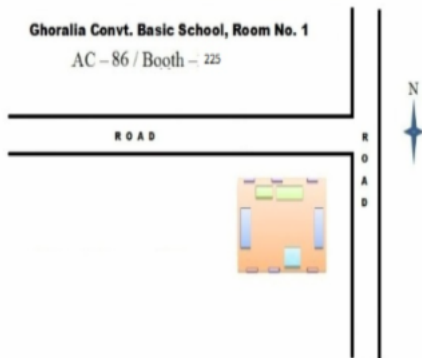 Ghoralia Convt. Basic School, Room No. 1
AC – 86 / Booth – 225
N
ROAD
ROAD